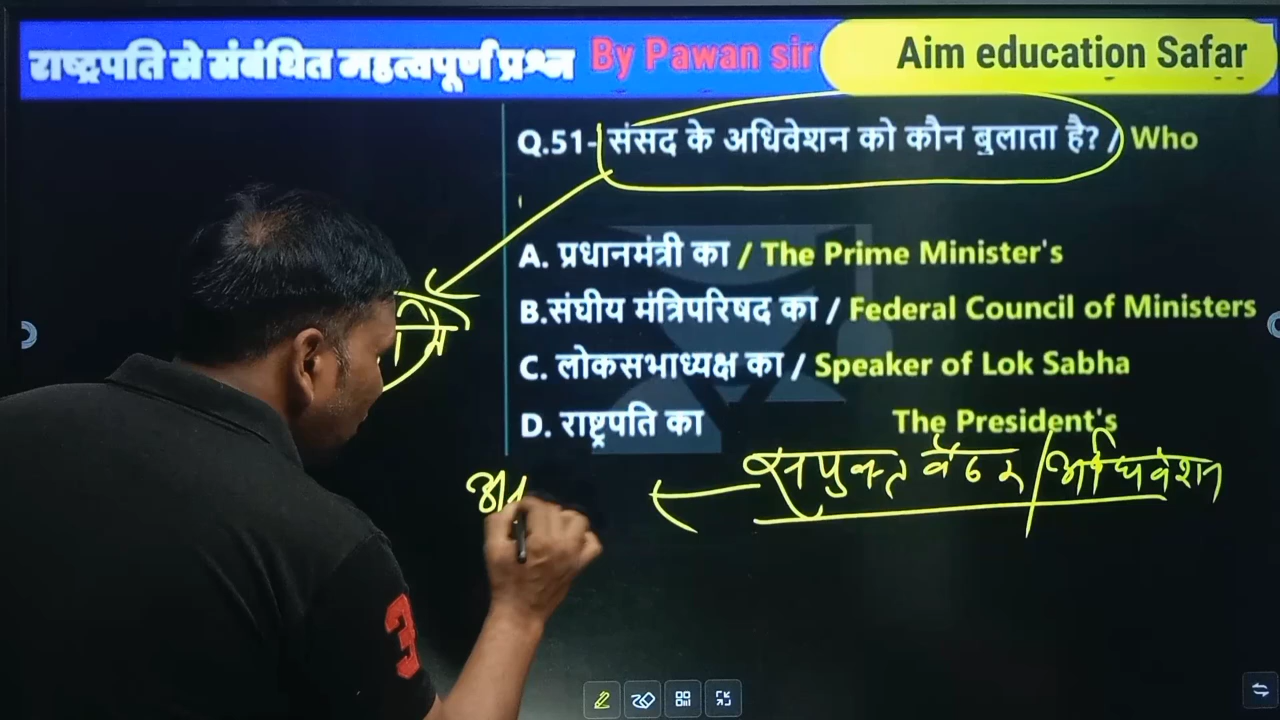 राष्ट्रपति से संबंधित महत्वपूर्ण प्रश्न By Pawan sir Aim education Safar
Q.51- संसद के अधिवेशन को कौन बुलाता है? / Who
A. प्रधानमंत्री का / The Prime Minister's
B.संघीय मंत्रिपरिषद का / Federal Council of Ministers
C. लोकसभाध्यक्ष का / Speaker of Lok Sabha
D. राष्ट्रपति का The President's
अधिवेशन
3